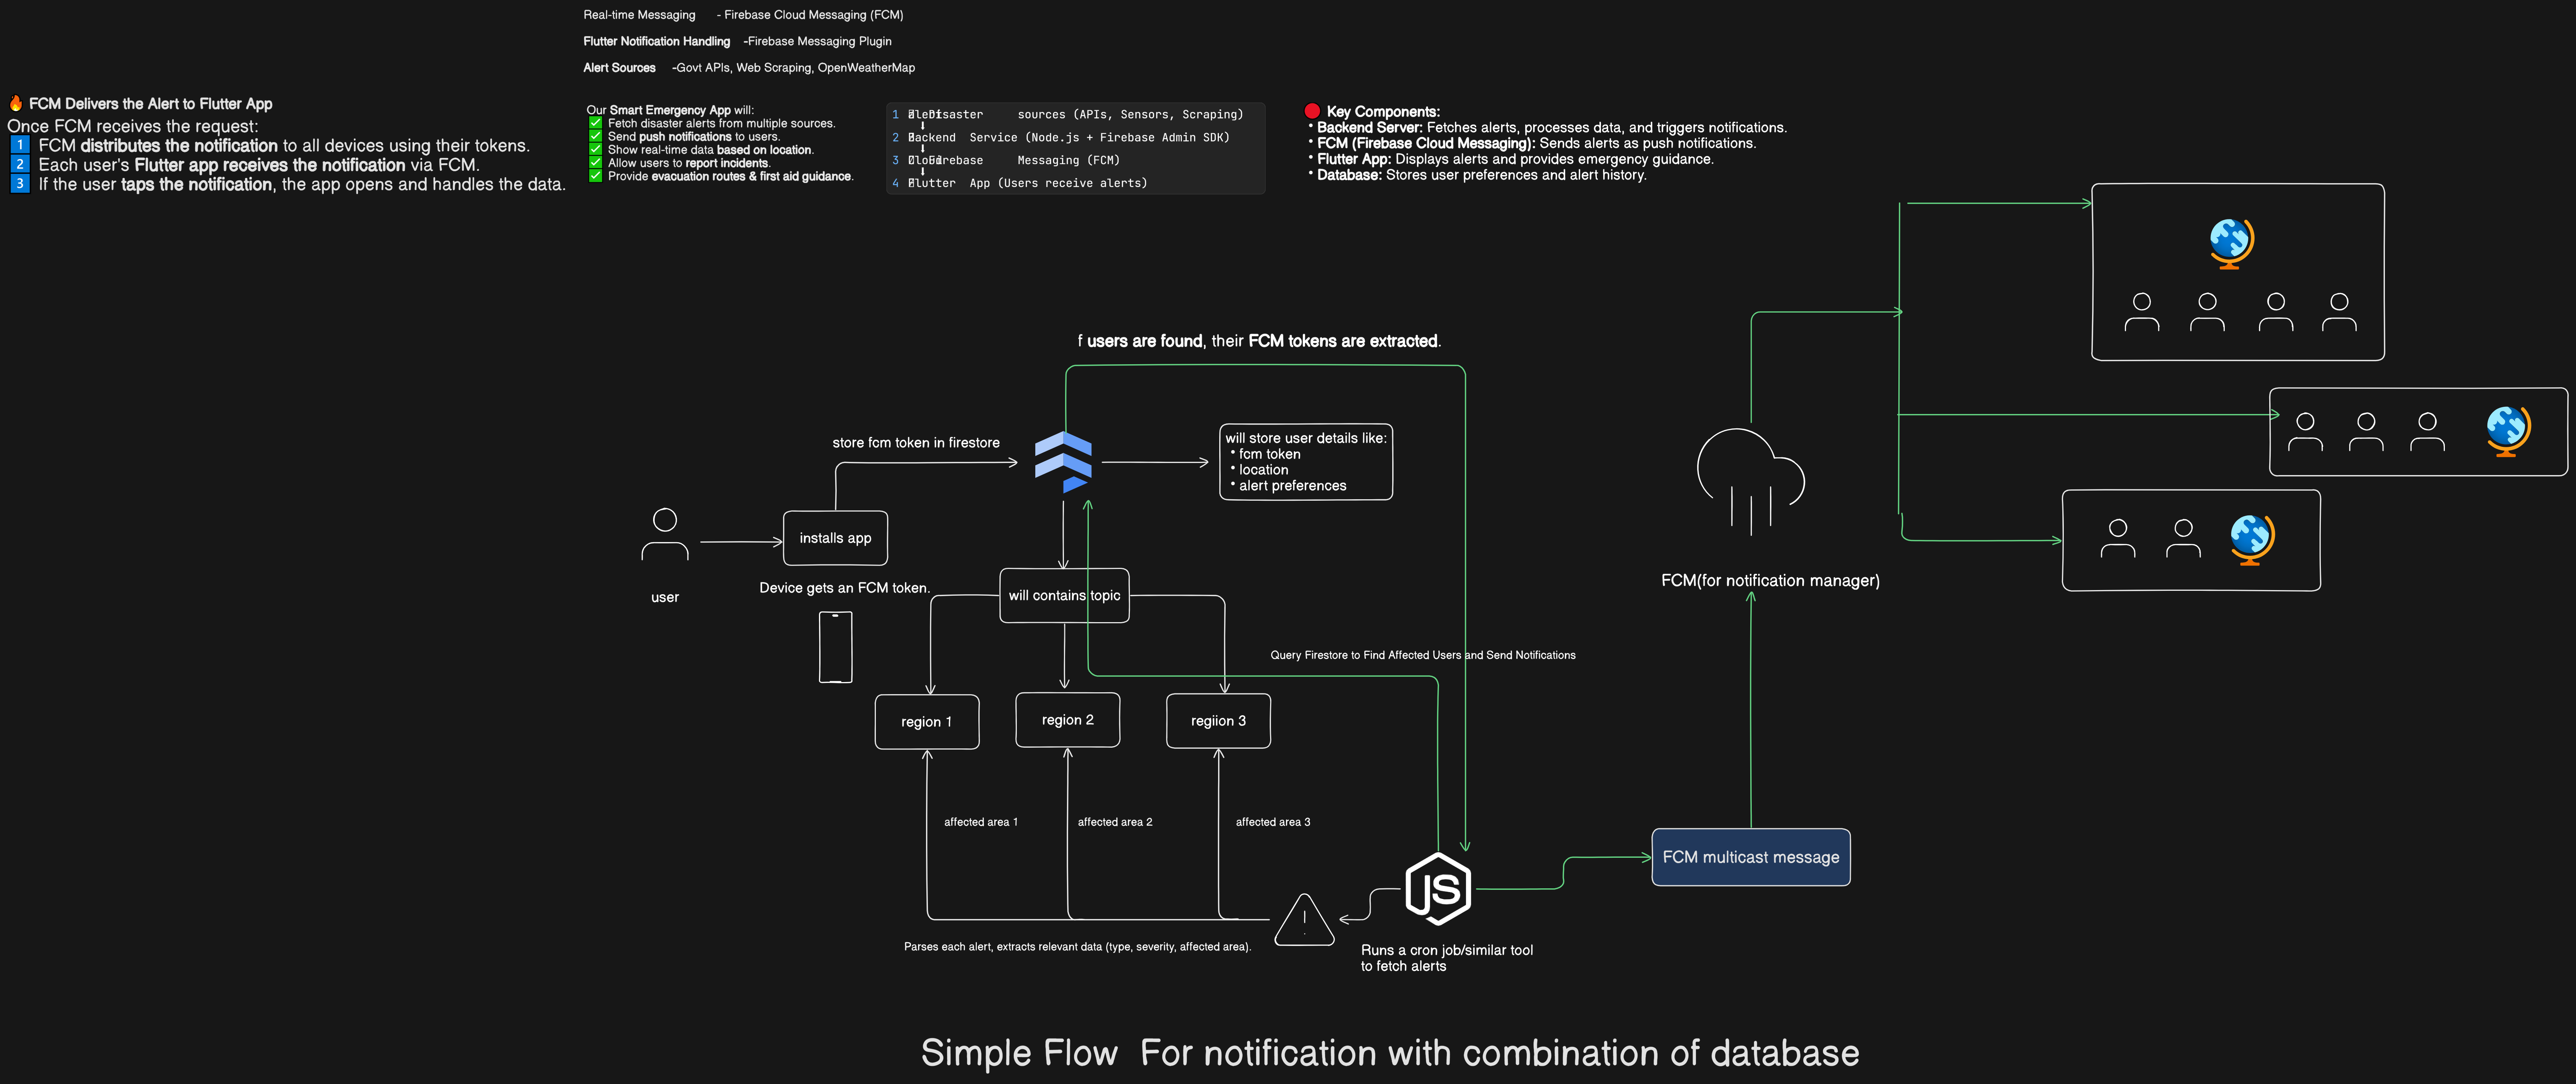 Real-time Messaging - Firebase Cloud Messaging (FCM)
Flutter Notification Handling -Firebase Messaging Plugin
Alert Sources -Govt APIs, Web Scraping, OpenWeatherMap
🔥 FCM Delivers the Alert to Flutter App
Once FCM receives the request:
1 FCM distributes the notification to all devices using their tokens.
2 Each user's Flutter app receives the notification via FCM.
3 If the user taps the notification, the app opens and handles the data.
Our Smart Emergency App will:
✅ Fetch disaster alerts from multiple sources.
✅ Send push notifications to users.
✅ Show real-time data based on location.
✅ Allow users to report incidents.
✅ Provide evacuation routes & first aid guidance.
1 sources (APIs, Sensors, Scraping)
⬇
2 Service (Node.js + Firebase Admin SDK)
⬇
3 Messaging (FCM)
⬇
4 App (Users receive alerts)
🔴 Key Components:
• Backend Server: Fetches alerts, processes data, and triggers notifications.
• FCM (Firebase Cloud Messaging): Sends alerts as push notifications.
• Flutter App: Displays alerts and provides emergency guidance.
• Database: Stores user preferences and alert history.
f users are found, their FCM tokens are extracted.
store fcm token in firestore
will store user details like:
• fcm token
• location
• alert preferences
installs app
user
Device gets an FCM token.
will contains topic
FCM(for notification manager)
Query Firestore to Find Affected Users and Send Notifications
region 1
region 2
regiion 3
affected area 1
affected area 2
affected area 3
FCM multicast message
JS
Parses each alert, extracts relevant data (type, severity, affected area).
Runs a cron job/similar tool
to fetch alerts
Simple Flow For notification with combination of database